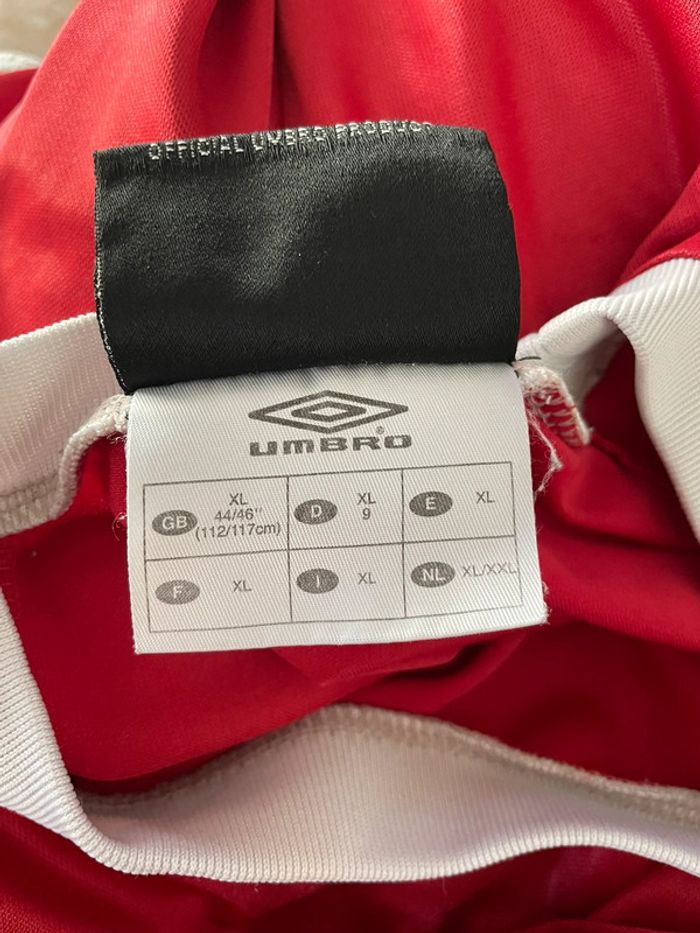 OFFICIAL UMBRO PRODUCT
UMBRO®
GB XL
44/46"
(112/117cm)
D XL
9
E XL
F XL
I XL
NL XL/XXL